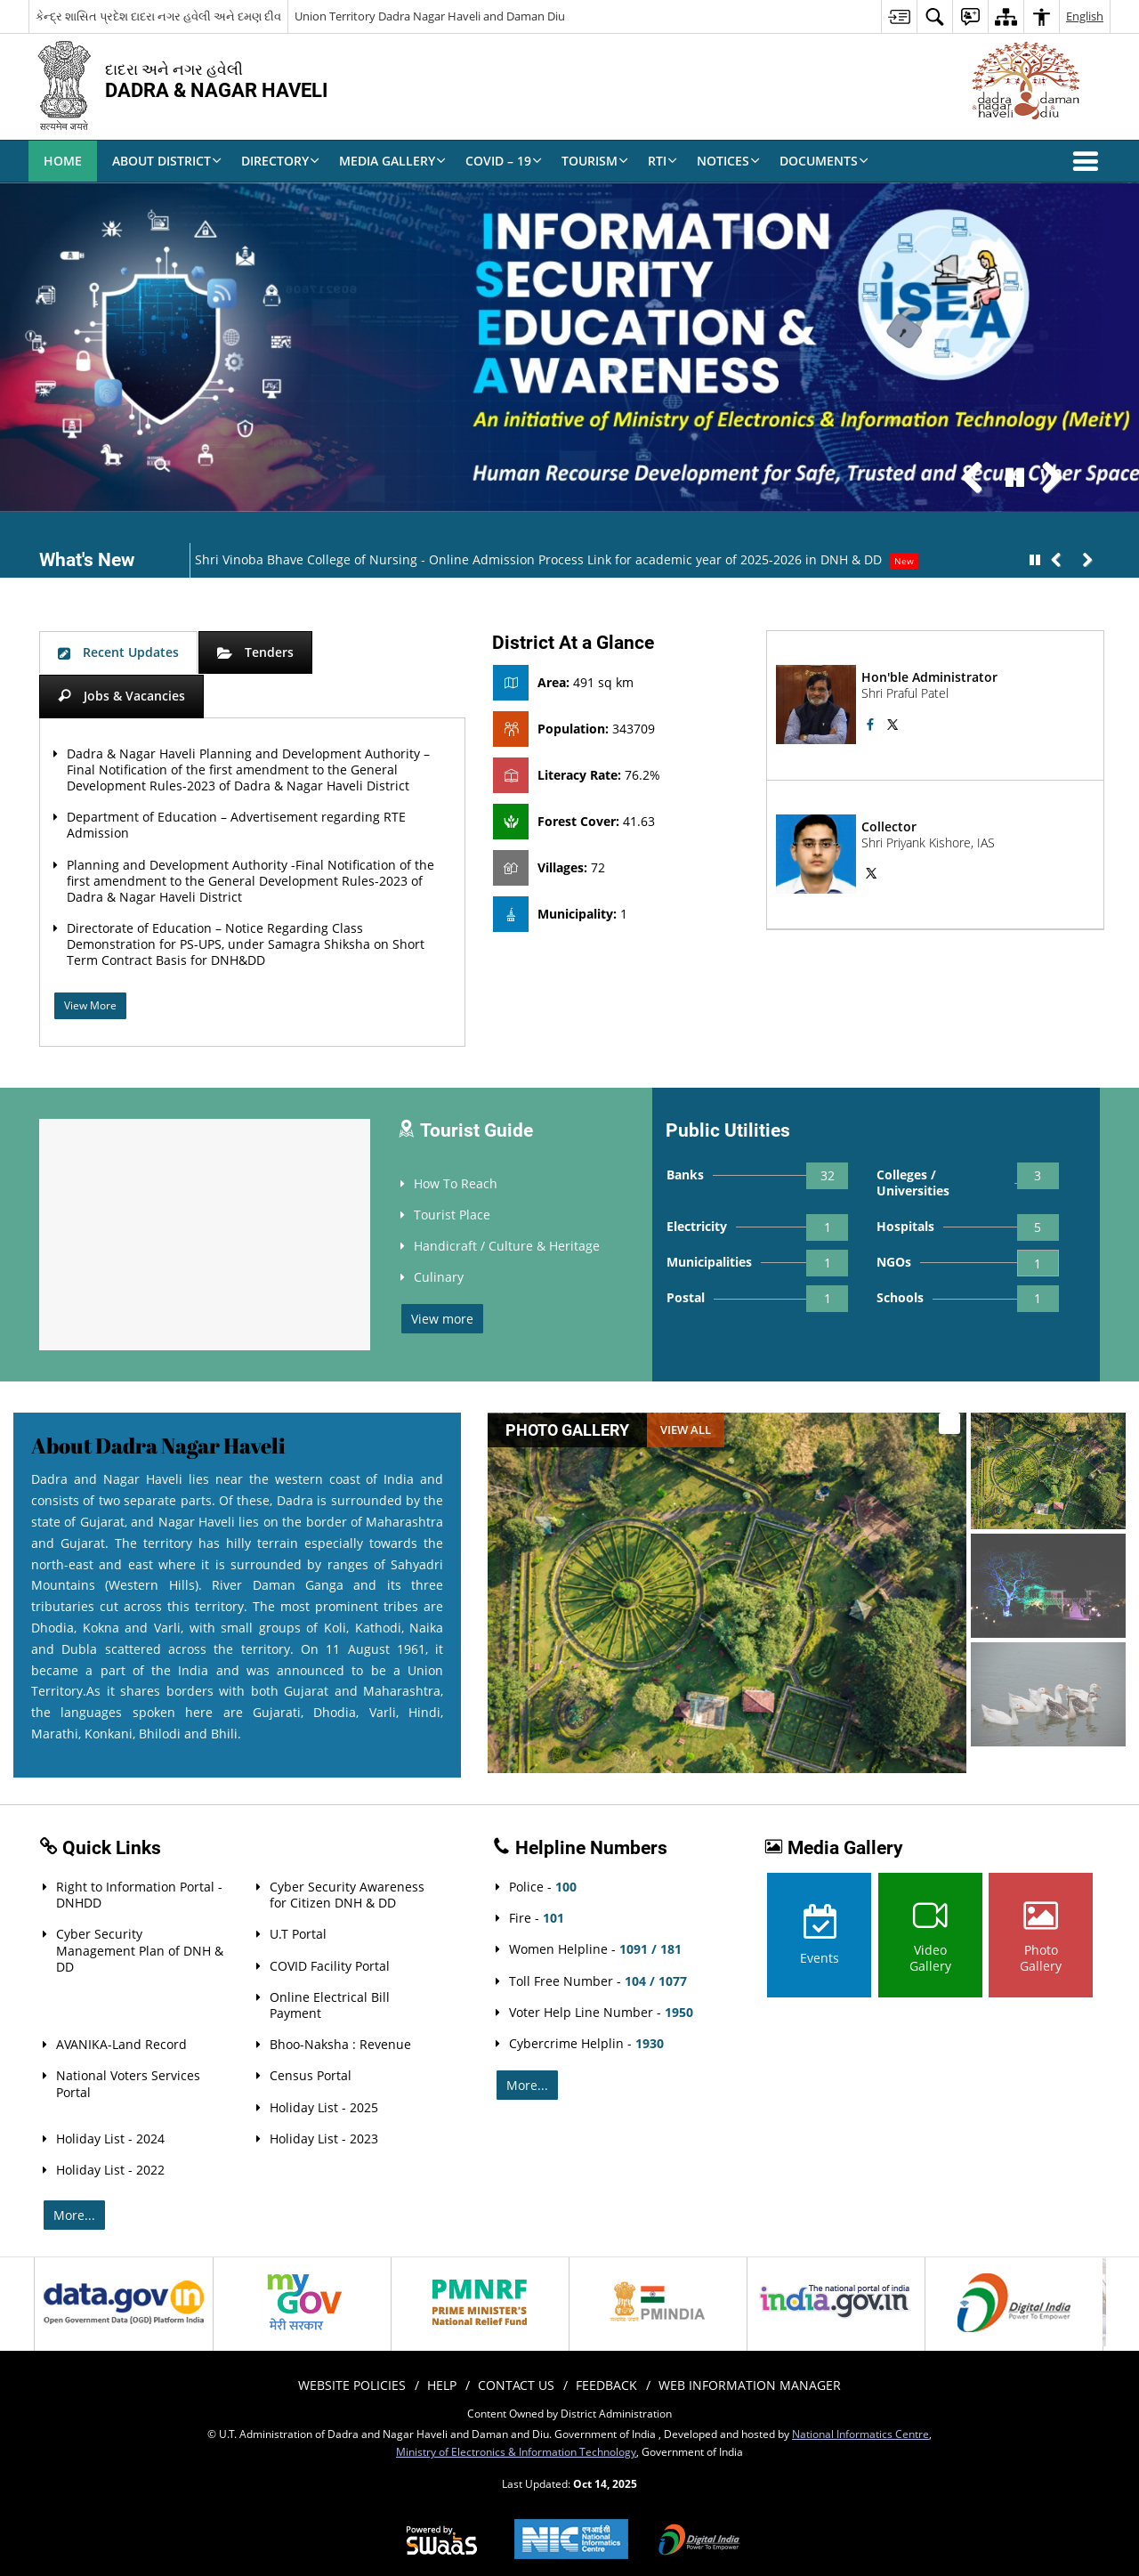 કેન્દ્ર શાસિત પ્રદેશ દાદરા નગર હવેલી અને દમણ દીવ
Union Territory Dadra Nagar Haveli and Daman Diu
English
દાદરા અને નગર હવેલી
DADRA & NAGAR HAVELI
सत्यमेव जयते
dadra & nagar haveli
daman & diu
HOME
ABOUT DISTRICT
DIRECTORY
MEDIA GALLERY
COVID – 19
TOURISM
RTI
NOTICES
DOCUMENTS
INFORMATION
SECURITY
EDUCATION &
AWARENESS
ISEA
An initiative of Ministry of Electronics & Information Technology (MeitY)
Human Recourse Development for Safe, Trusted and Secure Cyber Space
What's New
Shri Vinoba Bhave College of Nursing - Online Admission Process Link for academic year of 2025-2026 in DNH & DD
New
Recent Updates
Tenders
Jobs & Vacancies
Dadra & Nagar Haveli Planning and Development Authority –
Final Notification of the first amendment to the General
Development Rules-2023 of Dadra & Nagar Haveli District
Department of Education – Advertisement regarding RTE
Admission
Planning and Development Authority -Final Notification of the
first amendment to the General Development Rules-2023 of
Dadra & Nagar Haveli District
Directorate of Education – Notice Regarding Class
Demonstration for PS-UPS, under Samagra Shiksha on Short
Term Contract Basis for DNH&DD
View More
District At a Glance
Area: 491 sq km
Population: 343709
Literacy Rate: 76.2%
Forest Cover: 41.63
Villages: 72
Municipality: 1
Hon'ble Administrator
Shri Praful Patel
Collector
Shri Priyank Kishore, IAS
Tourist Guide
How To Reach
Tourist Place
Handicraft / Culture & Heritage
Culinary
View more
Public Utilities
Banks 32
Colleges /
Universities 3
Electricity 1
Hospitals 5
Municipalities 1
NGOs 1
Postal 1
Schools 1
About Dadra Nagar Haveli
Dadra and Nagar Haveli lies near the western coast of India and
consists of two separate parts. Of these, Dadra is surrounded by the
state of Gujarat, and Nagar Haveli lies on the border of Maharashtra
and Gujarat. The territory has hilly terrain especially towards the
north-east and east where it is surrounded by ranges of Sahyadri
Mountains (Western Hills). River Daman Ganga and its three
tributaries cut across this territory. The most prominent tribes are
Dhodia, Kokna and Varli, with small groups of Koli, Kathodi, Naika
and Dubla scattered across the territory. On 11 August 1961, it
became a part of the India and was announced to be a Union
Territory.As it shares borders with both Gujarat and Maharashtra,
the languages spoken here are Gujarati, Dhodia, Varli, Hindi,
Marathi, Konkani, Bhilodi and Bhili.
PHOTO GALLERY
VIEW ALL
Quick Links
Right to Information Portal -
DNHDD
Cyber Security Awareness
for Citizen DNH & DD
Cyber Security
Management Plan of DNH &
DD
U.T Portal
COVID Facility Portal
Online Electrical Bill
Payment
AVANIKA-Land Record
Bhoo-Naksha : Revenue
National Voters Services
Portal
Census Portal
Holiday List - 2025
Holiday List - 2024
Holiday List - 2023
Holiday List - 2022
More...
Helpline Numbers
Police - 100
Fire - 101
Women Helpline - 1091 / 181
Toll Free Number - 104 / 1077
Voter Help Line Number - 1950
Cybercrime Helplin - 1930
More...
Media Gallery
Events
Video
Gallery
Photo
Gallery
data.gov in
Open Government Data (OGD) Platform India
my
GOV
मेरी सरकार
PMNRF
PRIME MINISTER'S
National Relief Fund
PMINDIA
The national portal of india
india.gov.in
Digital India
Power To Empower
WEBSITE POLICIES / HELP / CONTACT US / FEEDBACK / WEB INFORMATION MANAGER
Content Owned by District Administration
© U.T. Administration of Dadra and Nagar Haveli and Daman and Diu. Government of India , Developed and hosted by National Informatics Centre,
Ministry of Electronics & Information Technology, Government of India
Last Updated: Oct 14, 2025
Powered by
SWaaS
NIC
एन आई सी
National
Informatics
Centre
Digital India
Power To Empower